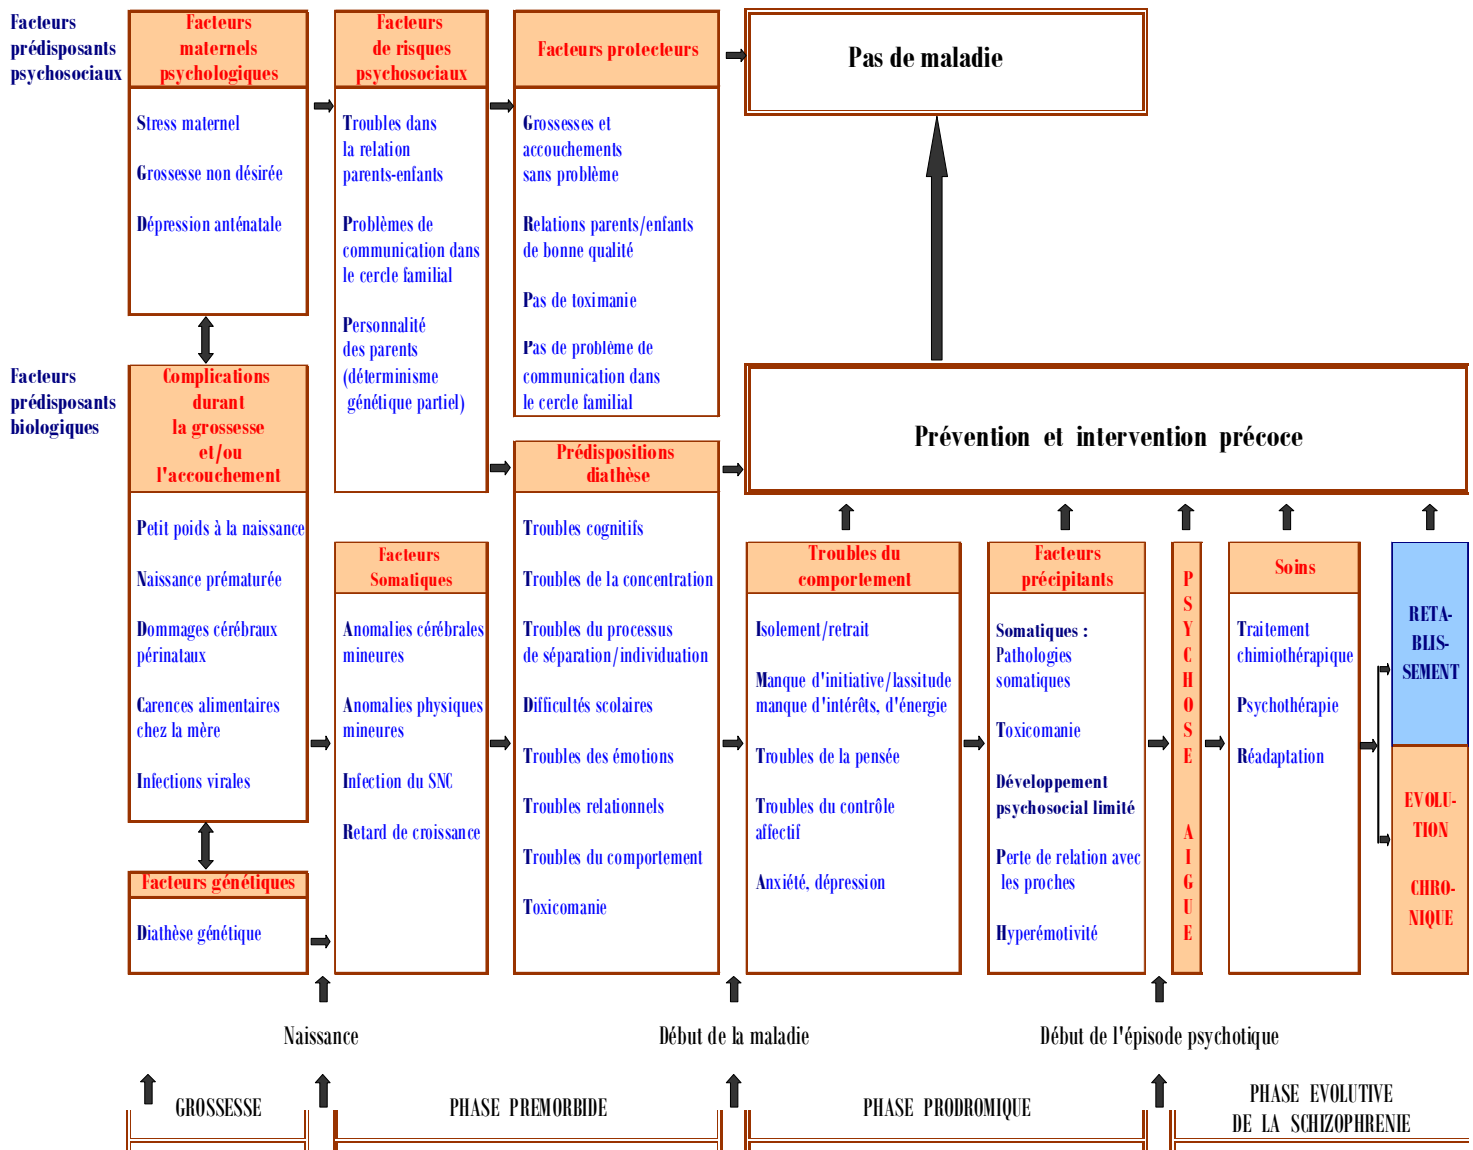 Facteurs
prédisposants
psychosociaux
Facteurs
maternels
psychologiques
Stress maternel
Grossesse non désirée
Dépression anténatale
Facteurs
de risques
psychosociaux
Troubles dans
la relation
parents-enfants
Problèmes de
communication dans
le cercle familial
Personnalité
des parents
(déterminisme
génétique partiel)
Facteurs protecteurs
Grossesses et
accouchements
sans problème
Relations parents/enfants
de bonne qualité
Pas de toximanie
Pas de problème de
communication dans
le cercle familial
Pas de maladie
Facteurs
prédisposants
biologiques
Complications
durant
la grossesse
et/ou
l'accouchement
Petit poids à la naissance
Naissance prématurée
Dommages cérébraux
périnataux
Carences alimentaires
chez la mère
Infections virales
Facteurs génétiques
Diathèse génétique
Facteurs
Somatiques
Anomalies cérébrales
mineures
Anomalies physiques
mineures
Infection du SNC
Retard de croissance
Prédispositions
diathèse
Troubles cognitifs
Troubles de la concentration
Troubles du processus
de séparation/individuation
Difficultés scolaires
Troubles des émotions
Troubles relationnels
Troubles du comportement
Toxicomanie
Prévention et intervention précoce
Troubles du
comportement
Isolement/retrait
Manque d'initiative/lassitude
manque d'intérêts, d'énergie
Troubles de la pensée
Troubles du contrôle
affectif
Anxiété, dépression
Facteurs
précipitants
Somatiques :
Pathologies
somatiques
Toxicomanie
Développement
psychosocial limité
Perte de relation avec
les proches
Hyperémotivité
P
S
Y
C
H
O
S
E
A
I
G
U
E
Soins
Traitement
chimiothérapique
Psychothérapie
Réadaptation
RETA-
BLIS-
SEMENT
EVOLU-
TION
CHRO-
NIQUE
Naissance
Début de la maladie
Début de l'épisode psychotique
GROSSESSE
PHASE PREMORBIDE
PHASE PRODROMIQUE
PHASE EVOLUTIVE
DE LA SCHIZOPHRENIE